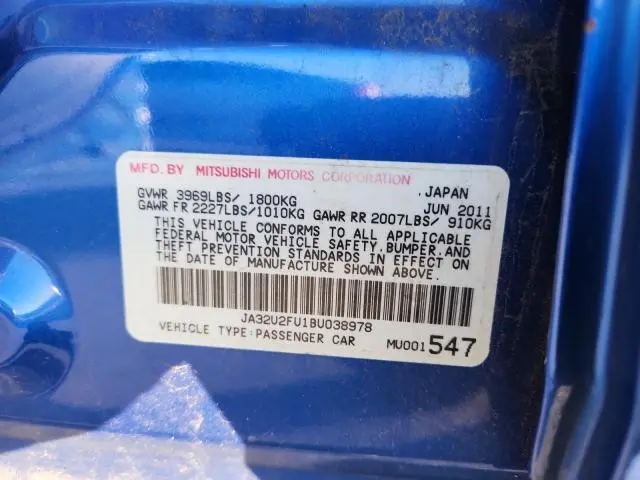 MFD. BY MITSUBISHI MOTORS CORPORATION
, JAPAN
GVWR 3969LBS/ 1800KG JUN 2011
GAWR FR 2227LBS/1010KG GAWR RR 2007LBS/ 910KG
THIS VEHICLE CONFORMS TO ALL APPLICABLE
FEDERAL MOTOR VEHICLE SAFETY,BUMPER,AND
THEFT PREVENTION STANDARDS IN EFFECT ON
THE DATE OF MANUFACTURE SHOWN ABOVE.
JA32U2FU1BU038978
VEHICLE TYPE:PASSENGER CAR MU001547